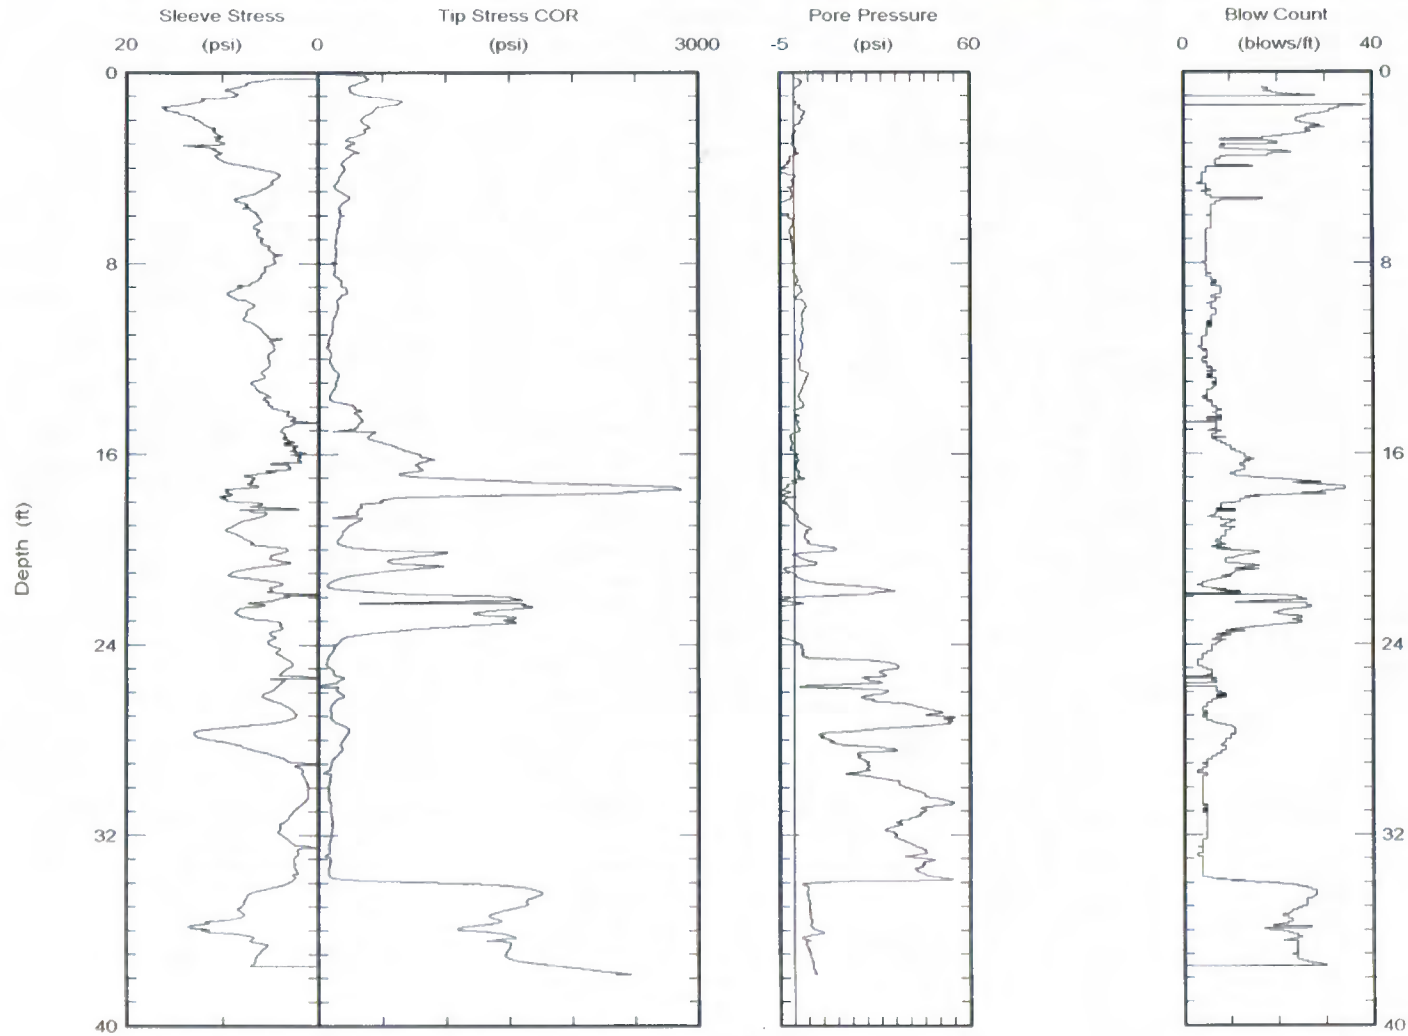 Sleeve Stress Tip Stress COR Pore Pressure Blow Count
20 (psi) 0 (psi) 3000 -5 (psi) 60 0 (blows/ft) 40
0 0
8 8
16 16
Depth (ft)
24 24
32 32
40 40